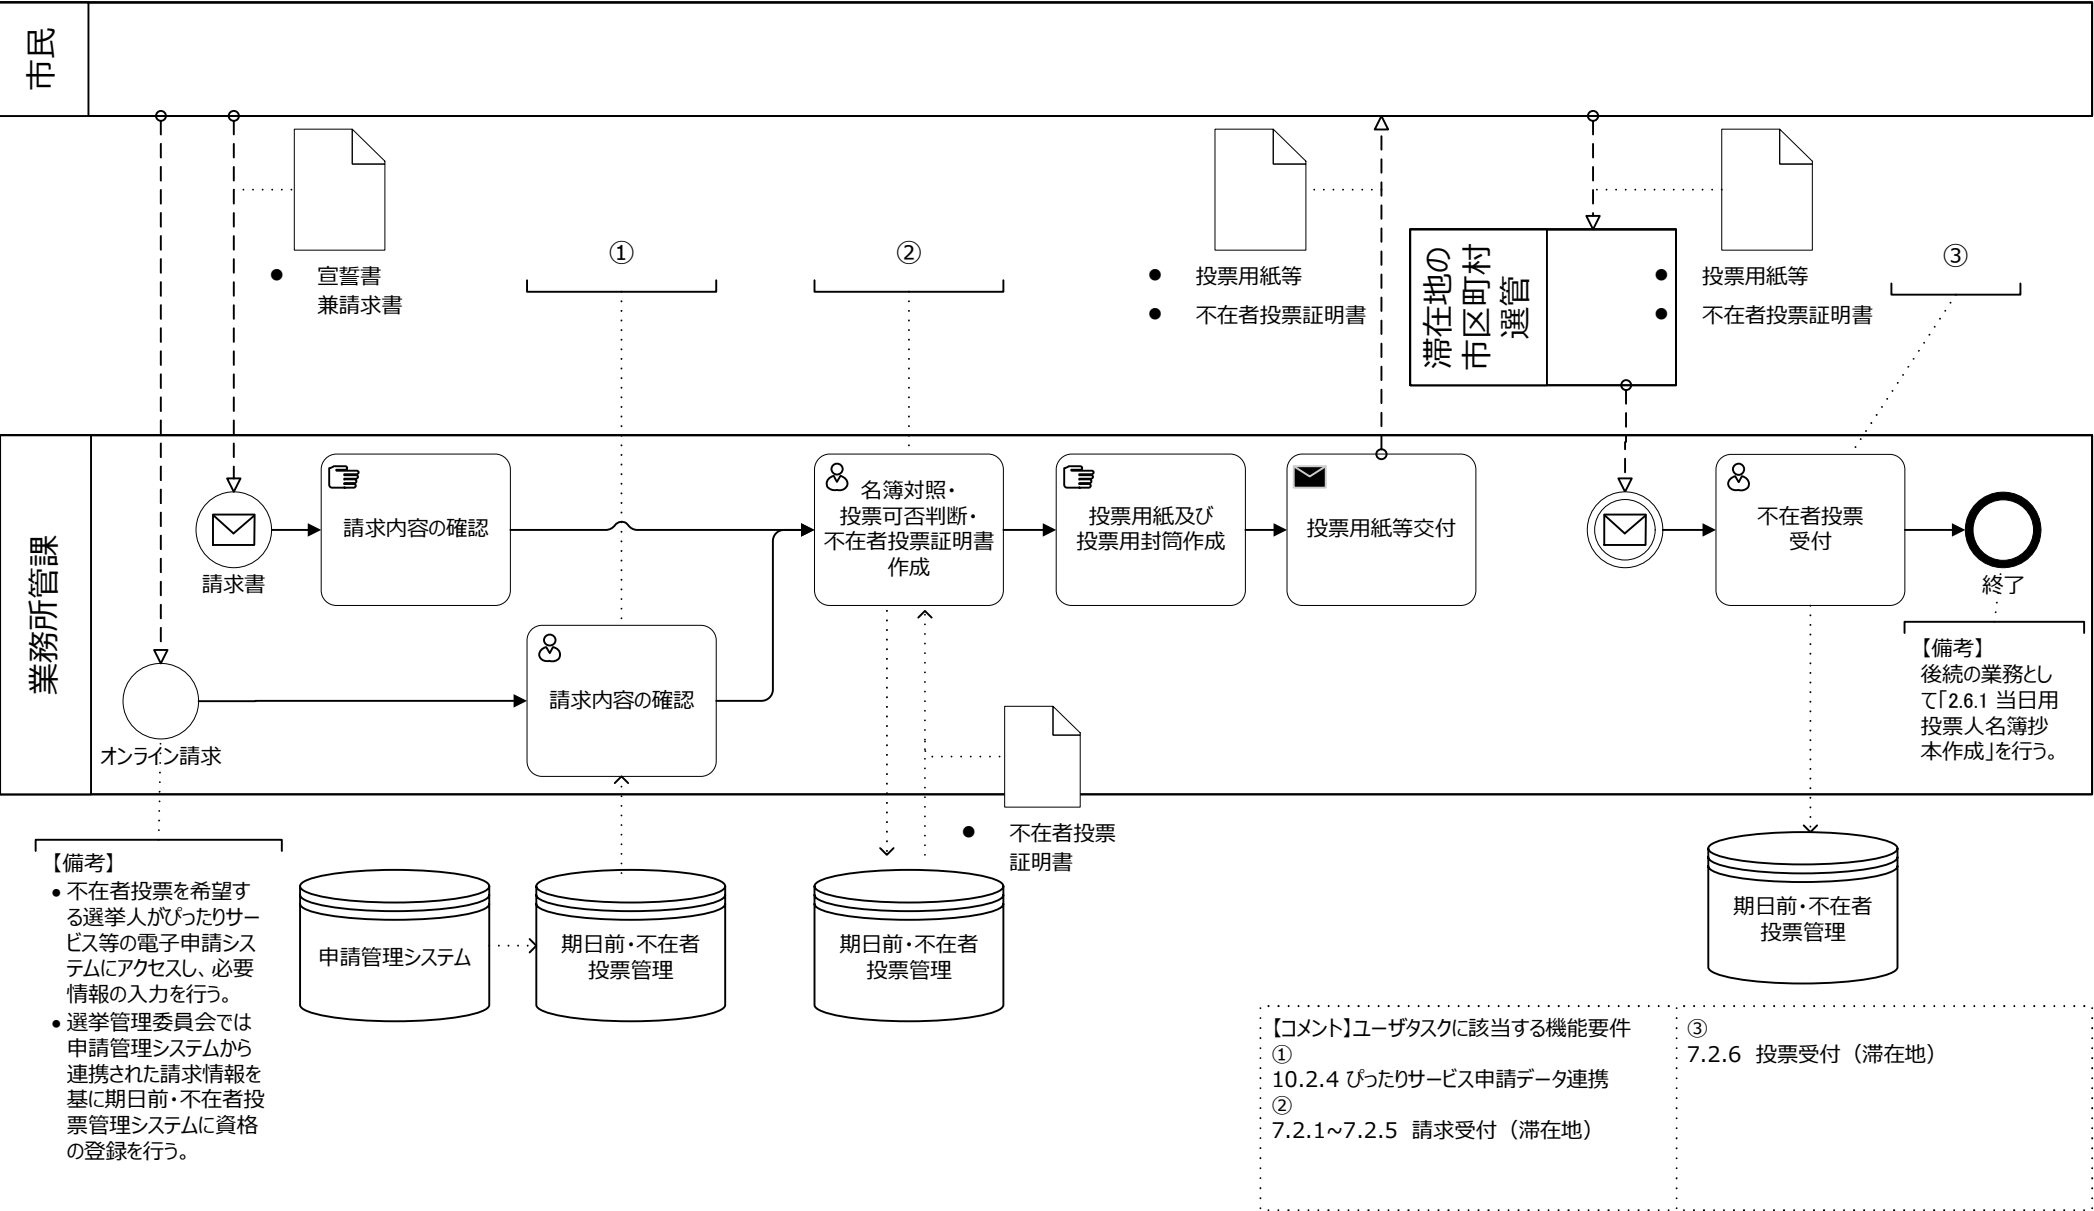 市民
宣誓書
兼請求書
①
②
投票用紙等
不在者投票証明書
滞在地の
市区町村
選管
投票用紙等
不在者投票証明書
③
業務所管課
請求書
請求内容の確認
オンライン請求
請求内容の確認
名簿対照・
投票可否判断・
不在者投票証明書
作成
投票用紙及び
投票用封筒作成
投票用紙等交付
不在者投票
受付
終了
【備考】
後続の業務とし
て「2.6.1 当日用
投票人名簿抄
本作成」を行う。
不在者投票
証明書
【備考】
• 不在者投票を希望す
る選挙人がぴったりサー
ビス等の電子申請シス
テムにアクセスし、必要
情報の入力を行う。
• 選挙管理委員会では
申請管理システムから
連携された請求情報を
基に期日前・不在者投
票管理システムに資格
の登録を行う。
申請管理システム
期日前・不在者
投票管理
期日前・不在者
投票管理
期日前・不在者
投票管理
【コメント】ユーザタスクに該当する機能要件
①
10.2.4 ぴったりサービス申請データ連携
②
7.2.1~7.2.5 請求受付（滞在地）
③
7.2.6 投票受付（滞在地）